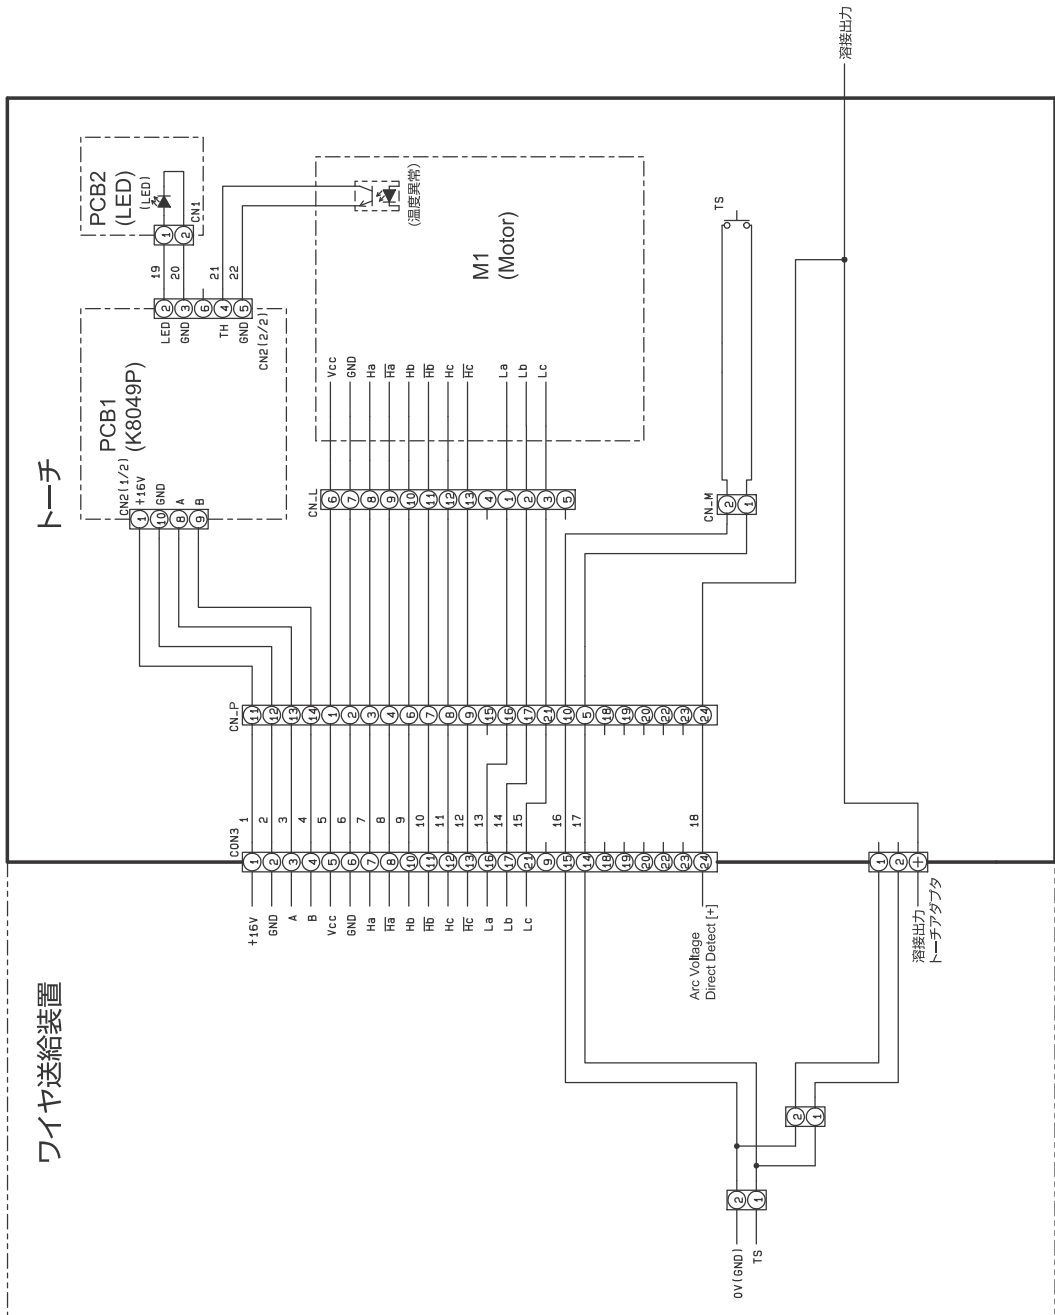 溶接出力
トーチ
PCB2
(LED)
(LED)
1
2
CN1
19
20
21
22
PCB1
(K8049P)
2
3
6
4
5
LED
GND
TH
GND
CN2(2/2)
CN2(1/2)
1
10
8
9
+16V
GND
A
B
(温度異常)
M1
(Motor)
Vcc
GND
Ha
H̅a̅
Hb
H̅b̅
Hc
H̅c̅
La
Lb
Lc
CN_L
6
7
8
9
10
11
12
13
4
1
2
3
5
TS
CN_M
2
1
CN_P
11
12
13
14
1
2
3
4
6
7
8
9
15
16
17
21
10
5
18
19
20
22
23
24
1
2
3
4
5
6
7
8
9
10
11
12
13
14
15
16
17
18
CON3
1
2
3
4
5
6
7
8
10
11
12
13
16
17
21
9
15
14
18
19
20
22
23
24
+16V
GND
A
B
Vcc
GND
Ha
H̅a̅
Hb
H̅b̅
Hc
H̅c̅
La
Lb
Lc
Arc Voltage
Direct Detect [+]
1
2
+
溶接出力
トーチアダプタ
ワイヤ送給装置
2
1
2
1
0V(GND)
TS